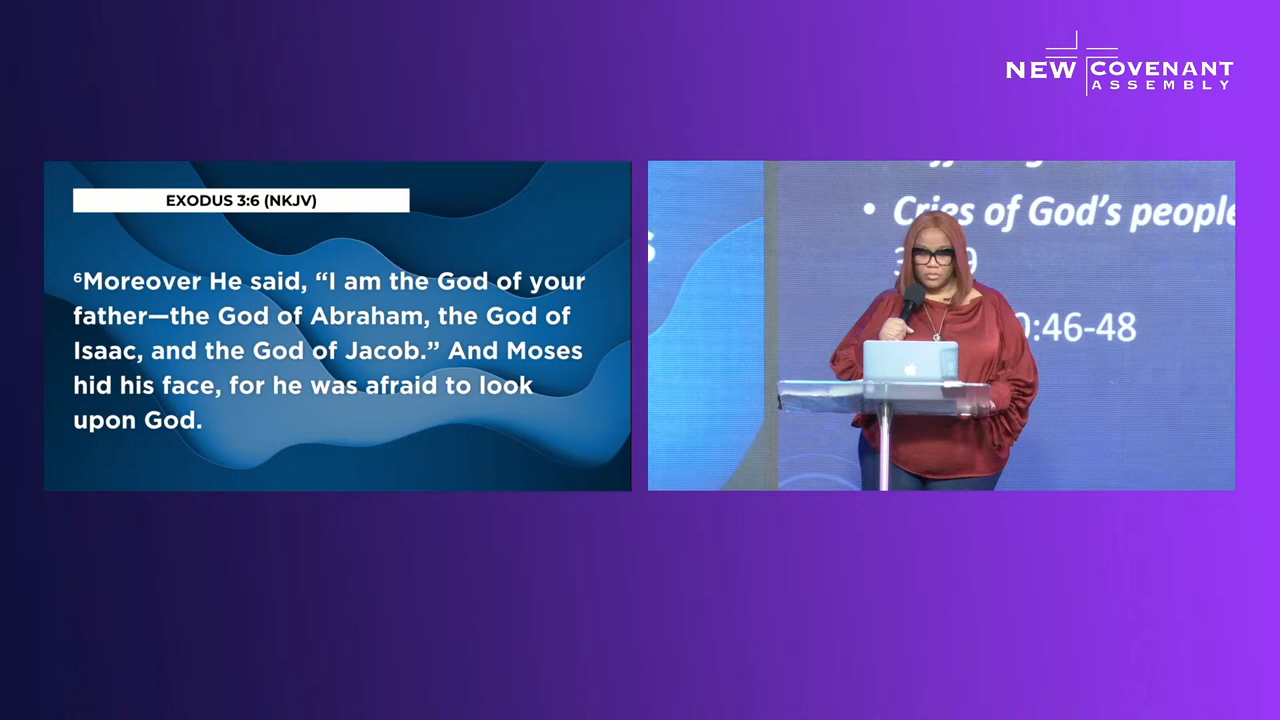 NEW COVENANT
ASSEMBLY
EXODUS 3:6 (NKJV)
⁶Moreover He said, “I am the God of your
father—the God of Abraham, the God of
Isaac, and the God of Jacob.” And Moses
hid his face, for he was afraid to look
upon God.
• Cries of God’s people
0:46-48